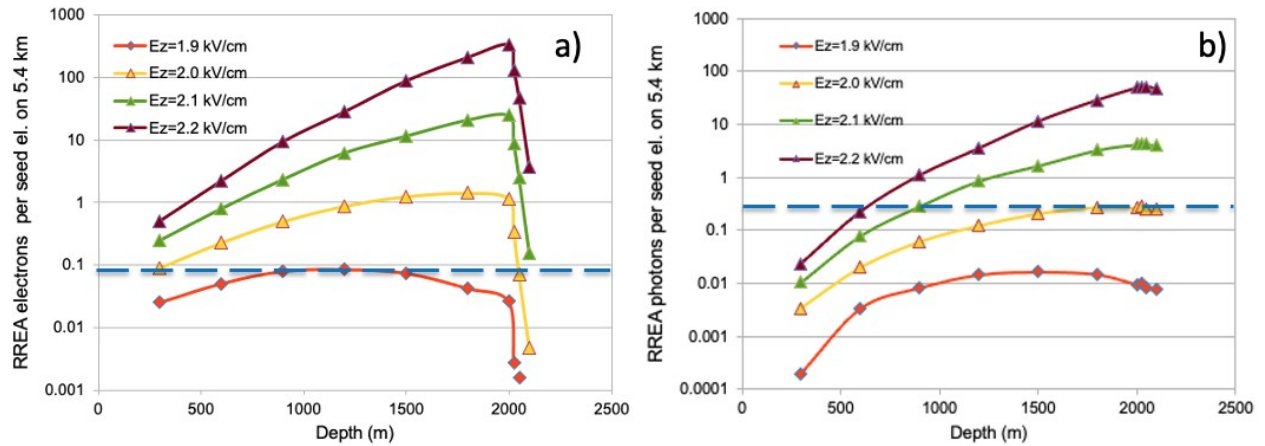 a)
RREA electrons per seed el. on 5.4 km
1000
100
10
1
0.1
0.01
0.001
Ez=1.9 kV/cm
Ez=2.0 kV/cm
Ez=2.1 kV/cm
Ez=2.2 kV/cm
0 500 1000 1500 2000 2500
Depth (m)
b)
RREA photons per seed el. on 5.4 km
1000
100
10
1
0.1
0.01
0.001
0.0001
Ez=1.9 kV/cm
Ez=2.0 kV/cm
Ez=2.1 kV/cm
Ez=2.2 kV/cm
0 500 1000 1500 2000 2500
Depth (m)